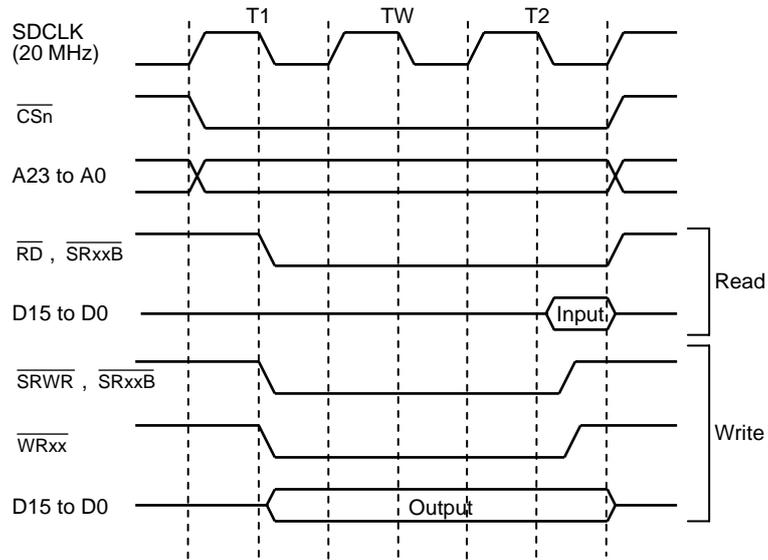 T1 TW T2
SDCLK
(20 MHz)
CSn
A23 to A0
RD , SRxxB
Read
D15 to D0 Input
SRWR , SRxxB
Write
WRxx
D15 to D0 Output